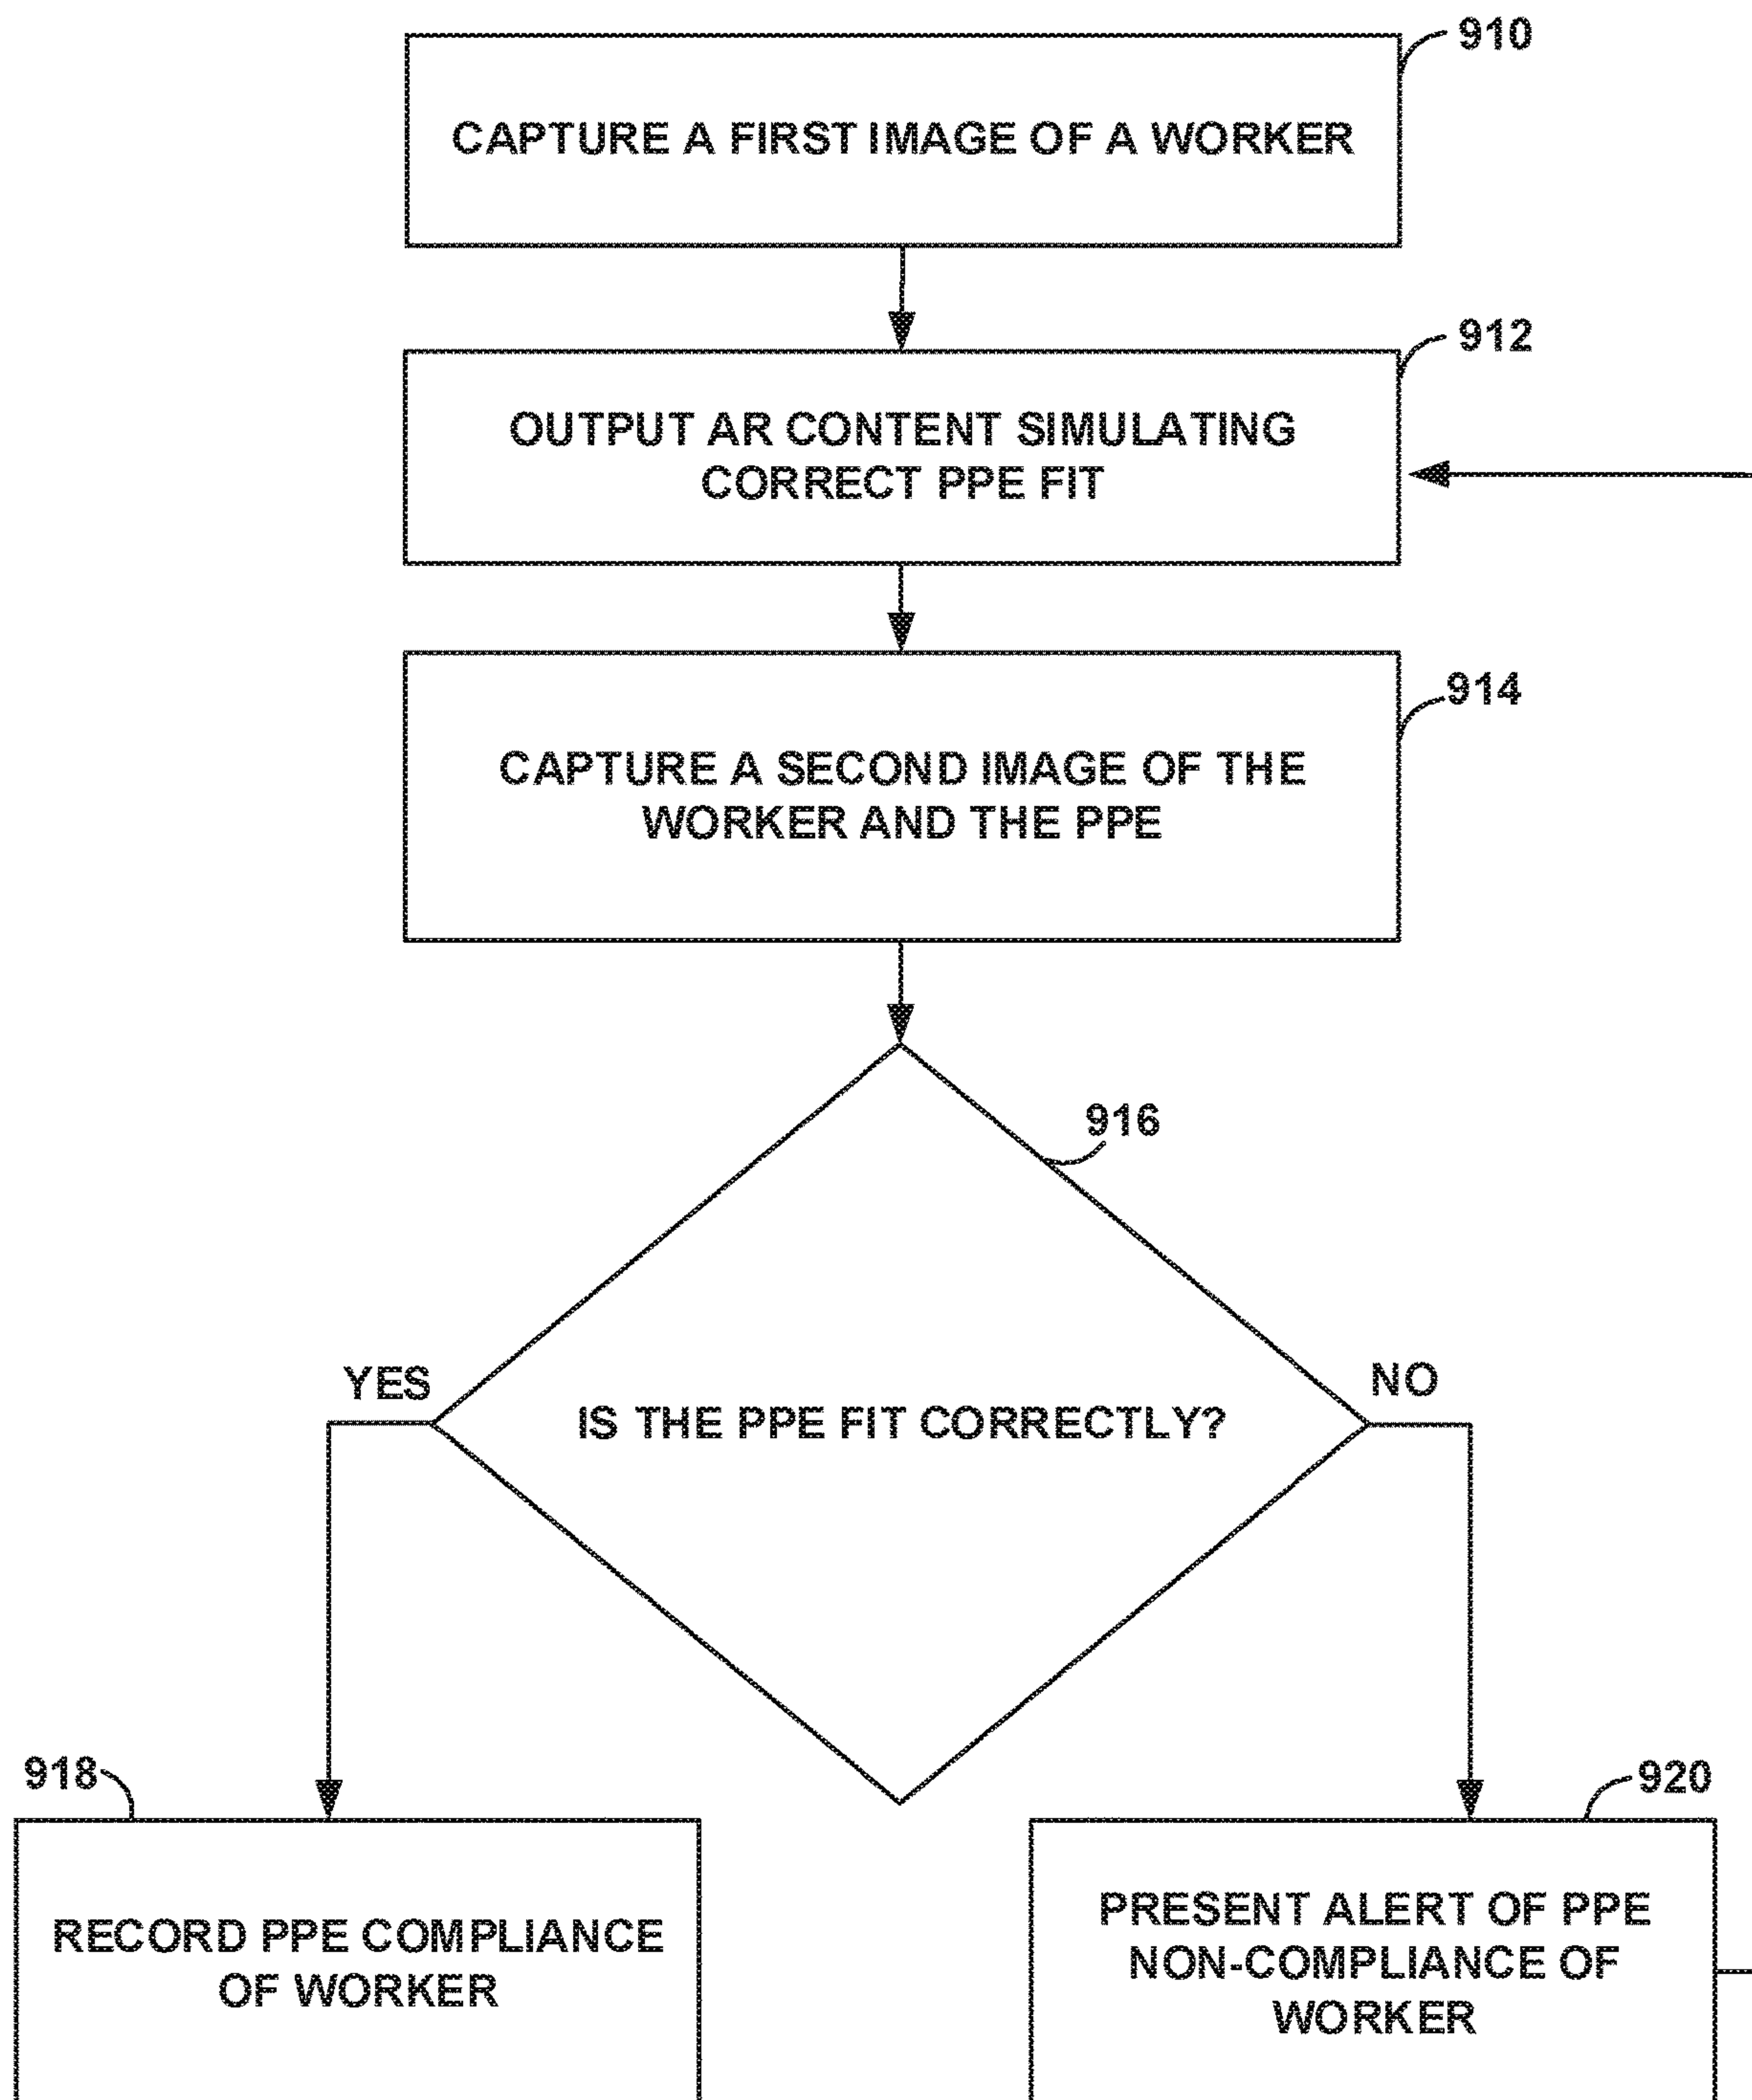 910
CAPTURE A FIRST IMAGE OF A WORKER
912
OUTPUT AR CONTENT SIMULATING
CORRECT PPE FIT
914
CAPTURE A SECOND IMAGE OF THE
WORKER AND THE PPE
916
YES
NO
IS THE PPE FIT CORRECTLY?
918
920
RECORD PPE COMPLIANCE
OF WORKER
PRESENT ALERT OF PPE
NON-COMPLIANCE OF
WORKER